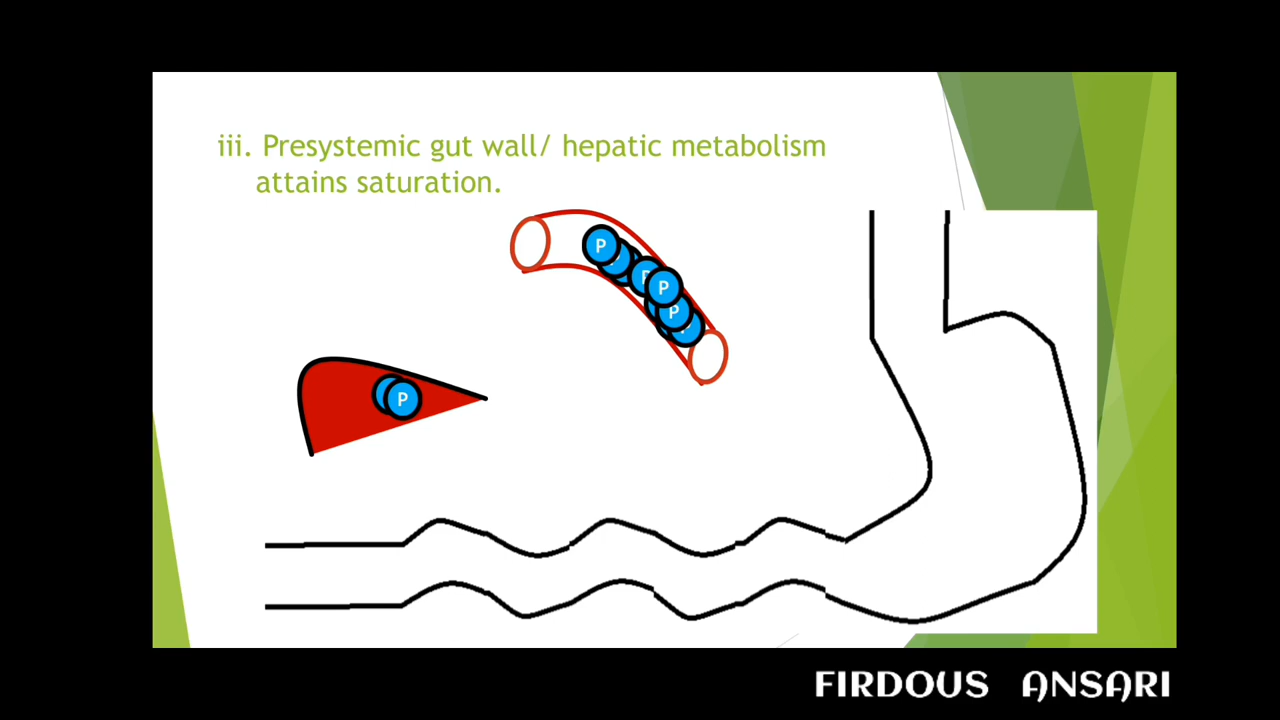 iii. Presystemic gut wall/ hepatic metabolism
attains saturation.
P
P
P
P
P
FIRDOUS ANSARI